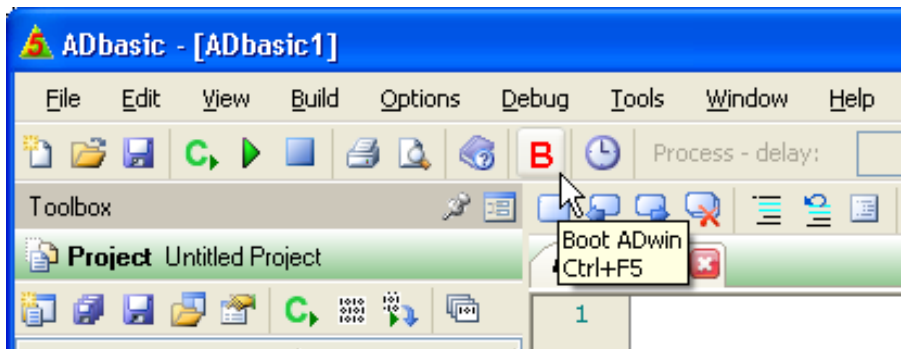 5 ADbasic - [ADbasic1]
File Edit View Build Options Debug Tools Window Help
C B Process - delay:
Toolbox
Boot ADwin
Ctrl+F5
Project Untitled Project
C
1